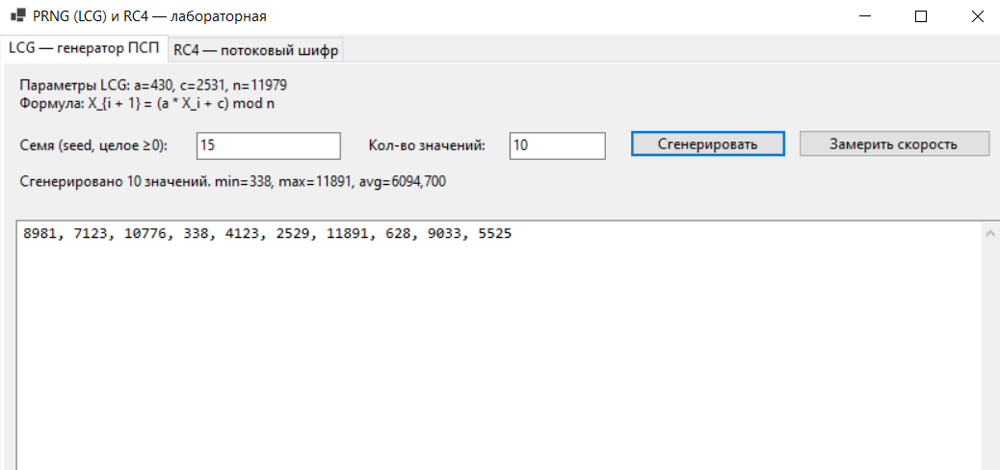 PRNG (LCG) и RC4 — лабораторная
LCG — генератор ПСП
RC4 — потоковый шифр
Параметры LCG: a=430, c=2531, n=11979
Формула: X_{i + 1} = (a * X_i + c) mod n
Семя (seed, целое ≥0): 15 Кол-во значений: 10 Сгенерировать Замерить скорость
Сгенерировано 10 значений. min=338, max=11891, avg=6094,700
8981, 7123, 10776, 338, 4123, 2529, 11891, 628, 9033, 5525